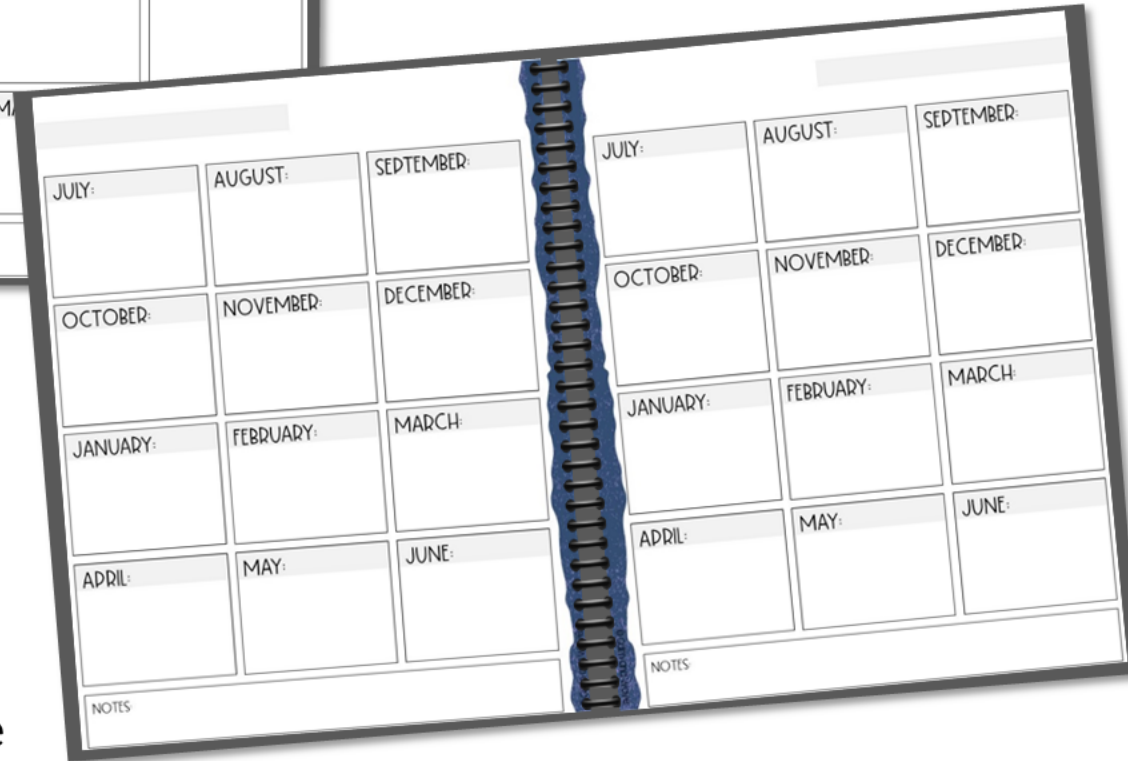 MA
JULY: AUGUST: SEPTEMBER:
OCTOBER: NOVEMBER: DECEMBER:
JANUARY: FEBRUARY: MARCH:
APRIL: MAY: JUNE:
NOTES:
JULY: AUGUST: SEPTEMBER:
OCTOBER: NOVEMBER: DECEMBER:
JANUARY: FEBRUARY: MARCH:
APRIL: MAY: JUNE:
NOTES:
e